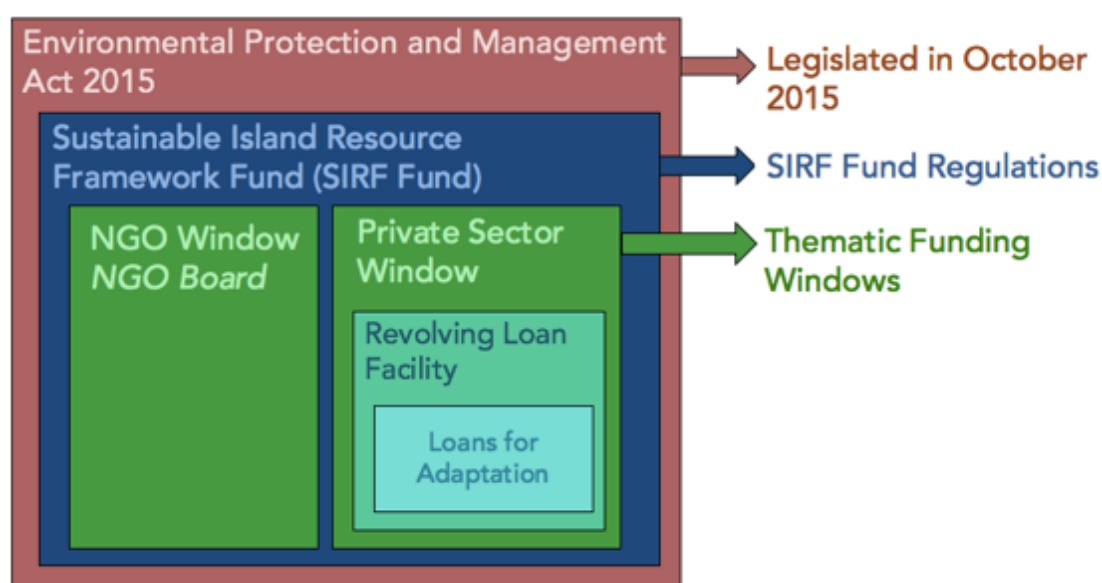 Environmental Protection and Management
Act 2015
Legislated in October
2015
Sustainable Island Resource
Framework Fund (SIRF Fund)
SIRF Fund Regulations
NGO Window
NGO Board
Private Sector
Window
Thematic Funding
Windows
Revolving Loan
Facility
Loans for
Adaptation